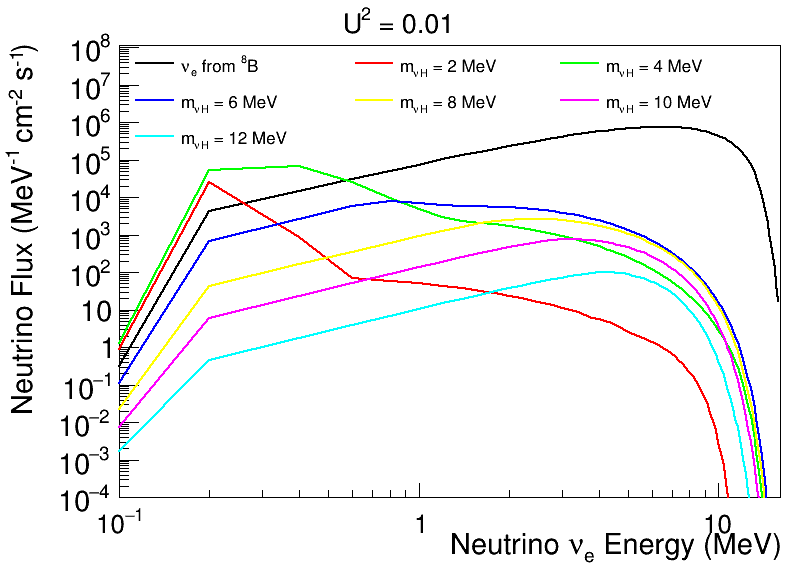 U² = 0.01
Neutrino Flux (MeV⁻¹ cm⁻² s⁻¹)
νₑ from ⁸B
m_νH = 2 MeV
m_νH = 4 MeV
m_νH = 6 MeV
m_νH = 8 MeV
m_νH = 10 MeV
m_νH = 12 MeV
10⁸
10⁷
10⁶
10⁵
10⁴
10³
10²
10
1
10⁻¹
10⁻²
10⁻³
10⁻⁴
10⁻¹ 1 10
Neutrino νₑ Energy (MeV)